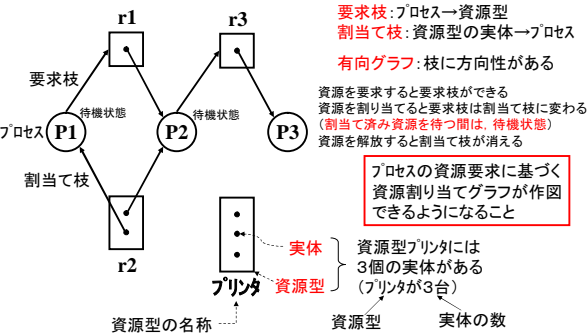 r1
r3
要求枝：プロセス→資源型
割当て枝：資源型の実体→プロセス
有向グラフ：枝に方向性がある
要求枝
待機状態
待機状態
プロセス
P1
P2
P3
資源を要求すると要求枝ができる
資源を割り当てると要求枝は割当て枝に変わる
（割当て済み資源を待つ間は，待機状態）
資源を解放すると割当て枝が消える
割当て枝
プロセスの資源要求に基づく
資源割り当てグラフが作図
できるようになること
r2
実体
資源型
プリンタ
資源型プリンタには
３個の実体がある
(プリンタが３台)
資源型の名称
資源型
実体の数